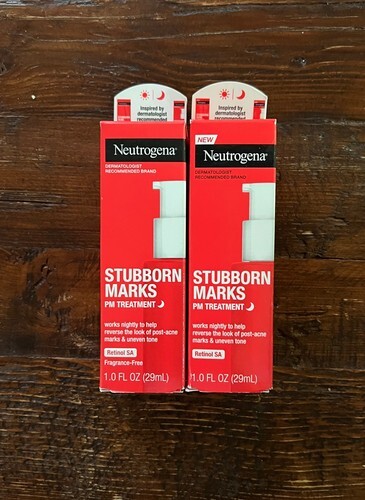 Inspired by
dermatologist
recommended
Neutrogena®
DERMATOLOGIST
RECOMMENDED BRAND
STUBBORN
MARKS
PM TREATMENT
works nightly to help
reverse the look of post-acne
marks & uneven tone
Retinol SA
Fragrance-Free
1.0 FL OZ (29mL)
Inspired by
dermatologist
recommended
NEW
Neutrogena®
DERMATOLOGIST
RECOMMENDED BRAND
STUBBORN
MARKS
PM TREATMENT
works nightly to help
reverse the look of post-acne
marks & uneven tone
Retinol SA
1.0 FL OZ (29mL)